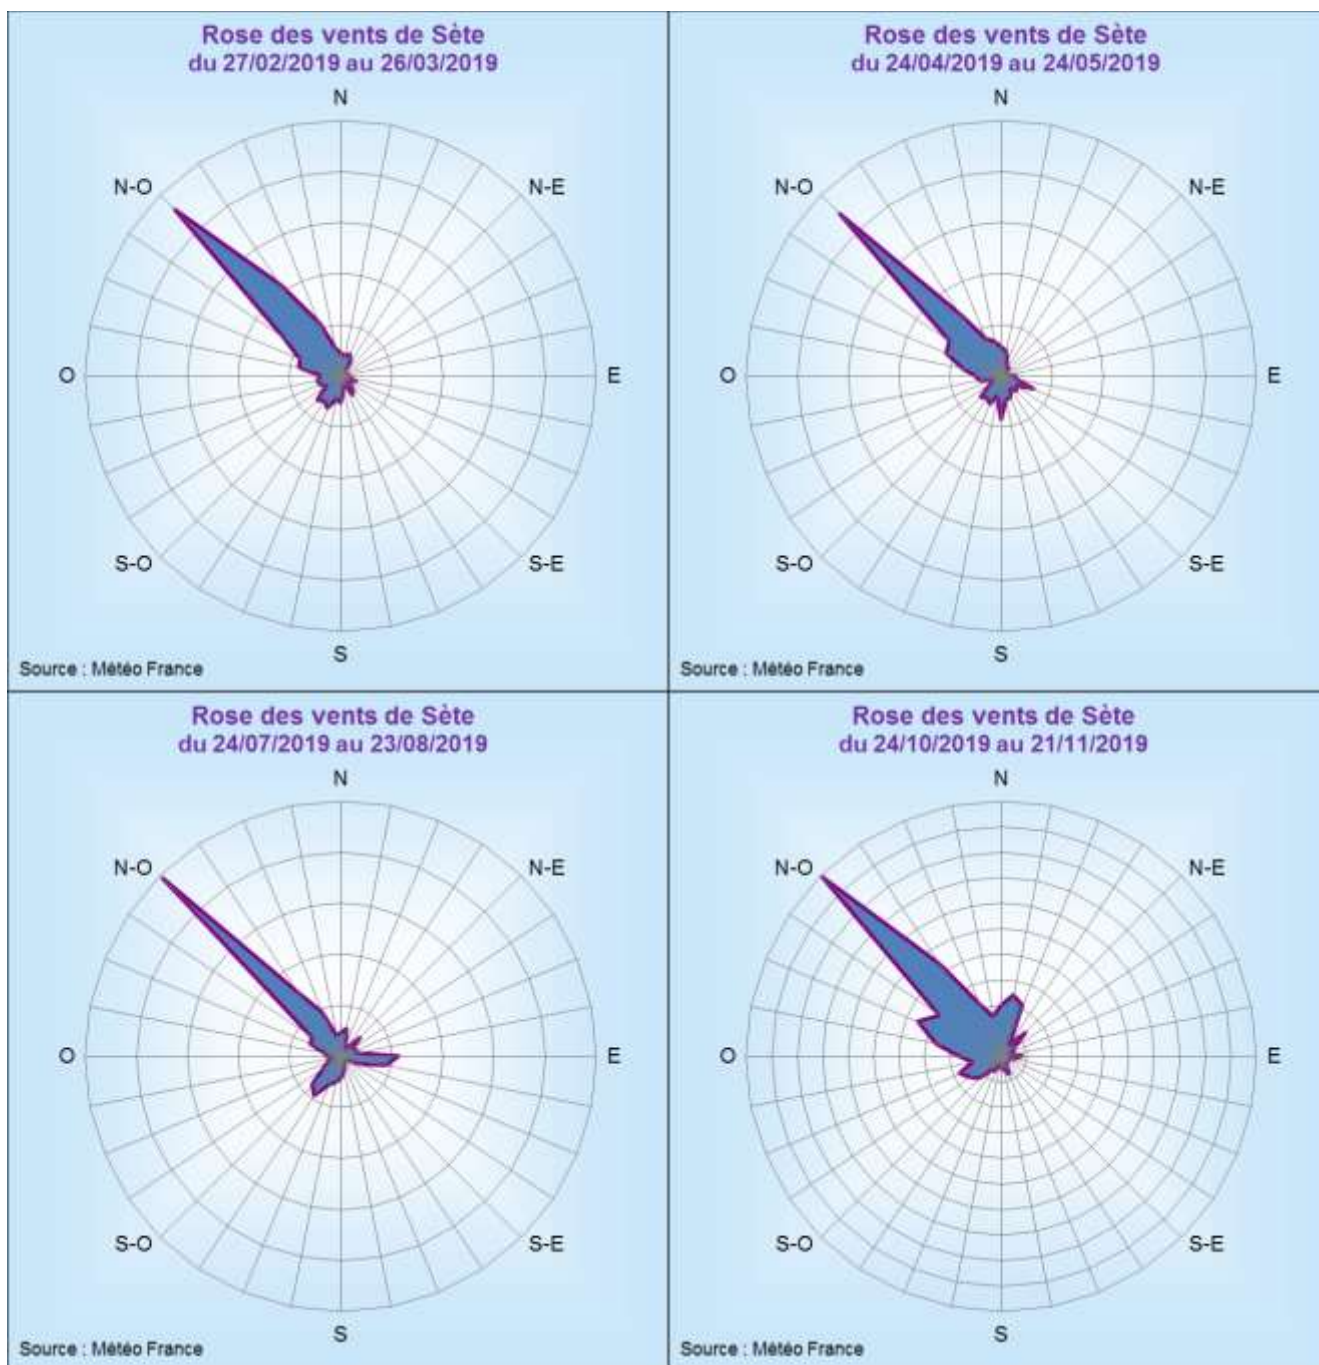 Rose des vents de Sète
du 27/02/2019 au 26/03/2019
N
N-O
N-E
O
E
S-O
S-E
S
Source : Météo France
Rose des vents de Sète
du 24/04/2019 au 24/05/2019
N
N-O
N-E
O
E
S-O
S-E
S
Source : Météo France
Rose des vents de Sète
du 24/07/2019 au 23/08/2019
N
N-O
N-E
O
E
S-O
S-E
S
Source : Météo France
Rose des vents de Sète
du 24/10/2019 au 21/11/2019
N
N-O
N-E
O
E
S-O
S-E
S
Source : Météo France